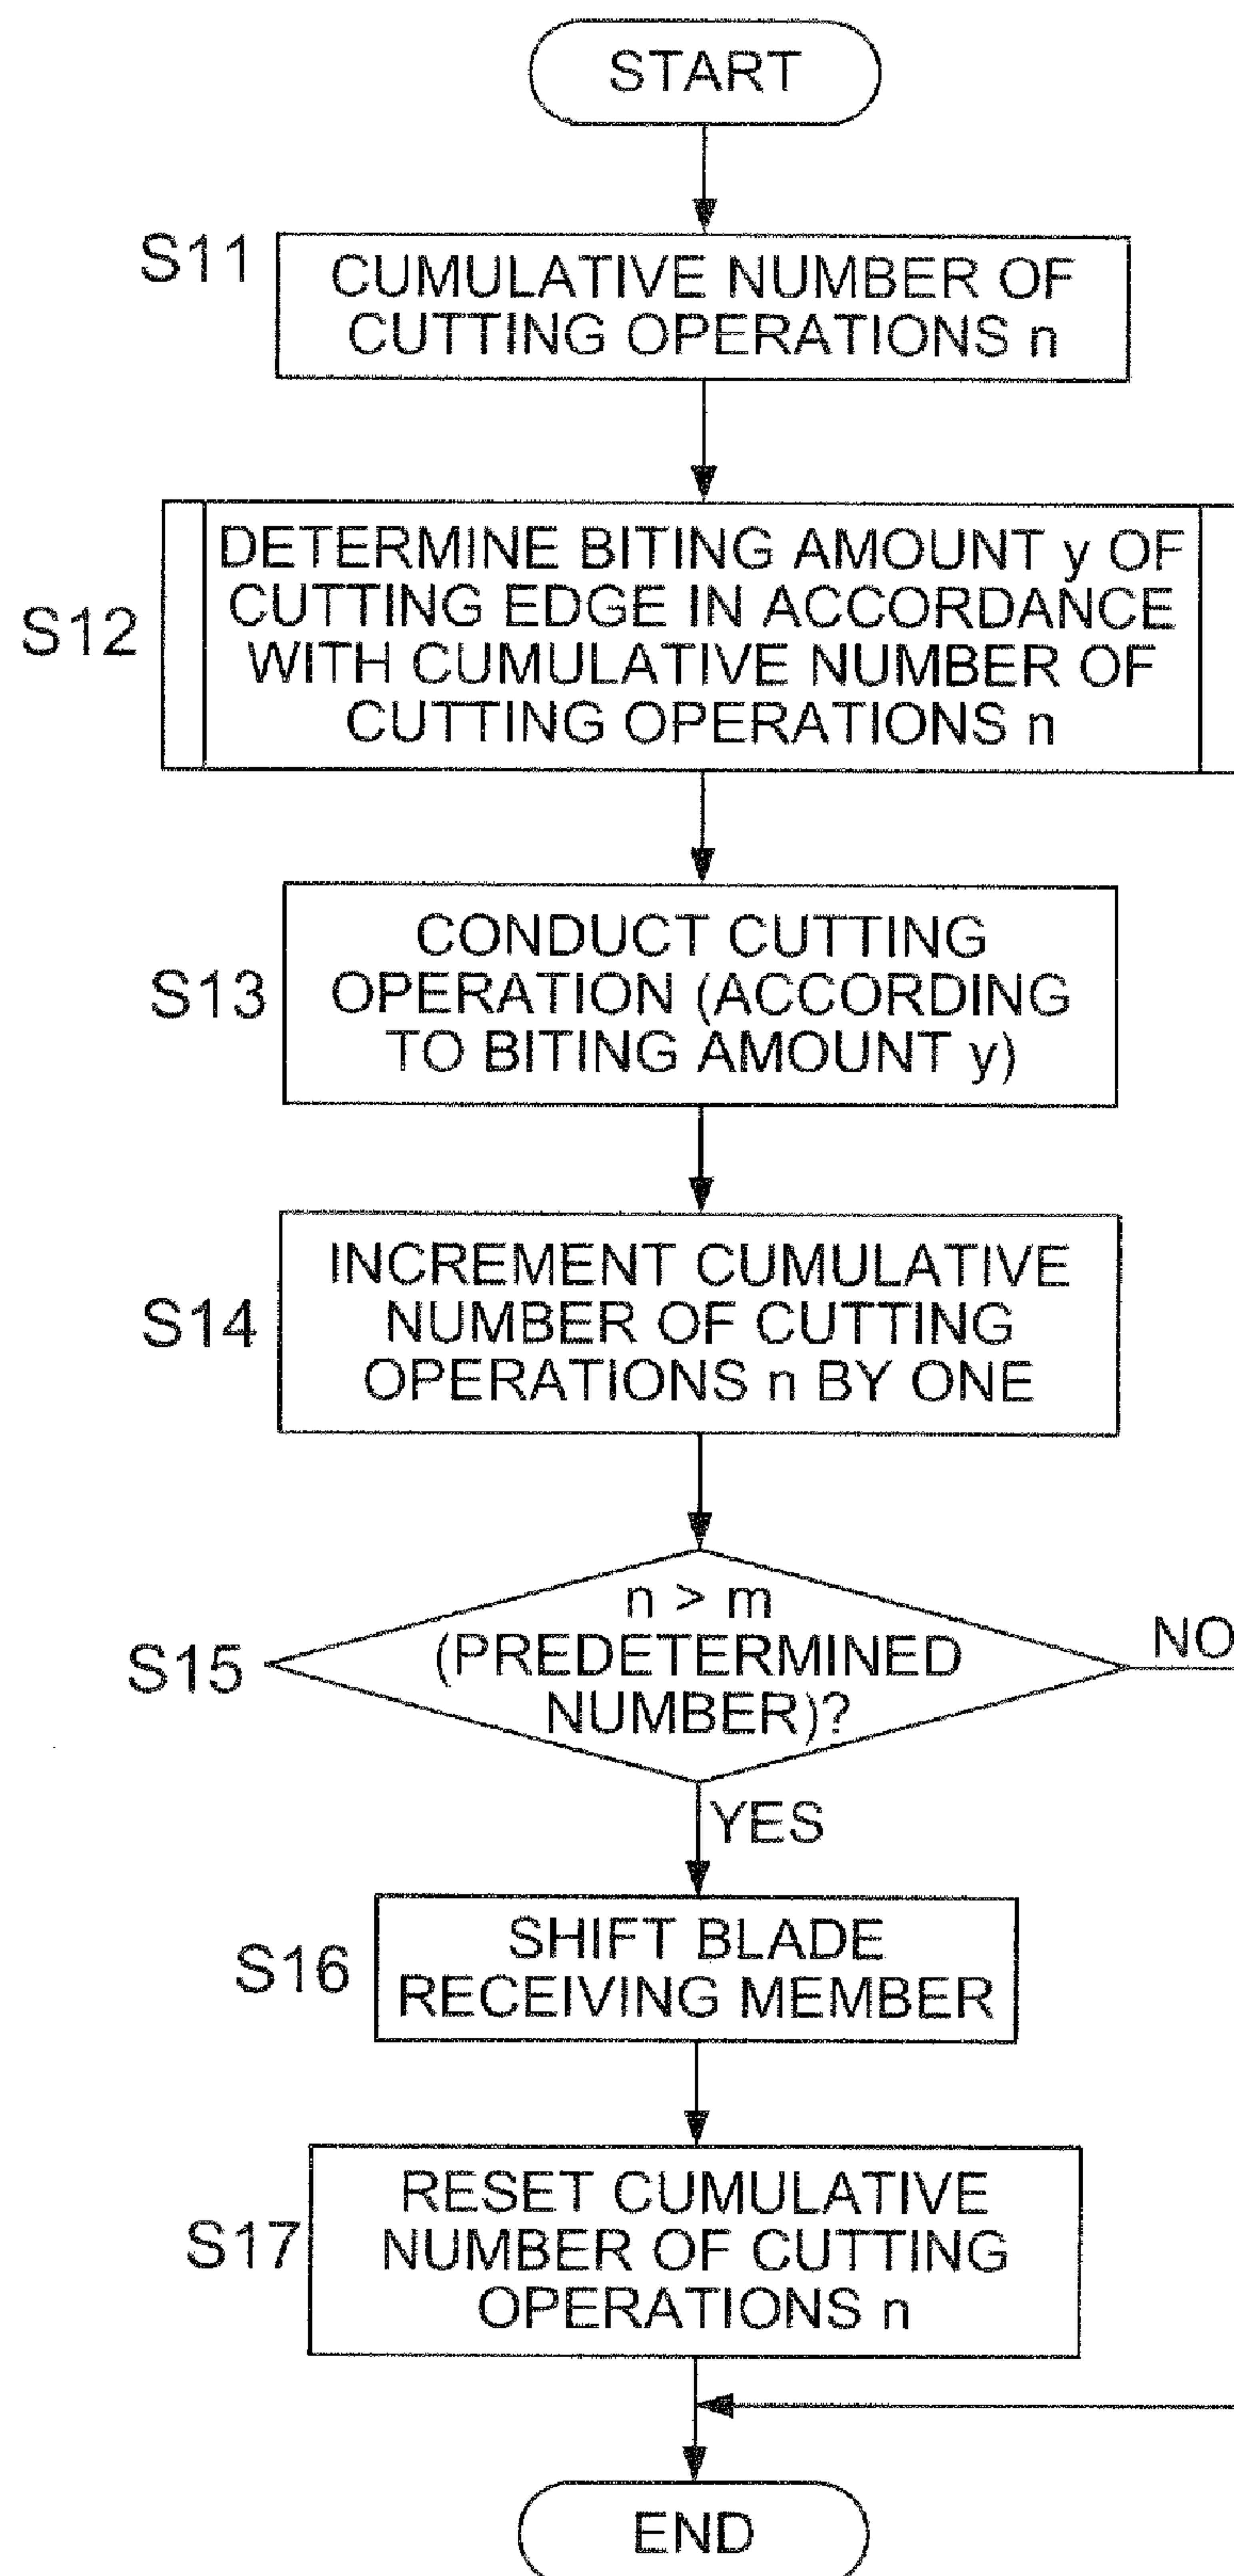 START
S11
CUMULATIVE NUMBER OF
CUTTING OPERATIONS n
S12
DETERMINE BITING AMOUNT y OF
CUTTING EDGE IN ACCORDANCE
WITH CUMULATIVE NUMBER OF
CUTTING OPERATIONS n
S13
CONDUCT CUTTING
OPERATION (ACCORDING
TO BITING AMOUNT y)
S14
INCREMENT CUMULATIVE
NUMBER OF CUTTING
OPERATIONS n BY ONE
S15
n > m
(PREDETERMINED
NUMBER)?
NO
YES
S16
SHIFT BLADE
RECEIVING MEMBER
S17
RESET CUMULATIVE
NUMBER OF CUTTING
OPERATIONS n
END